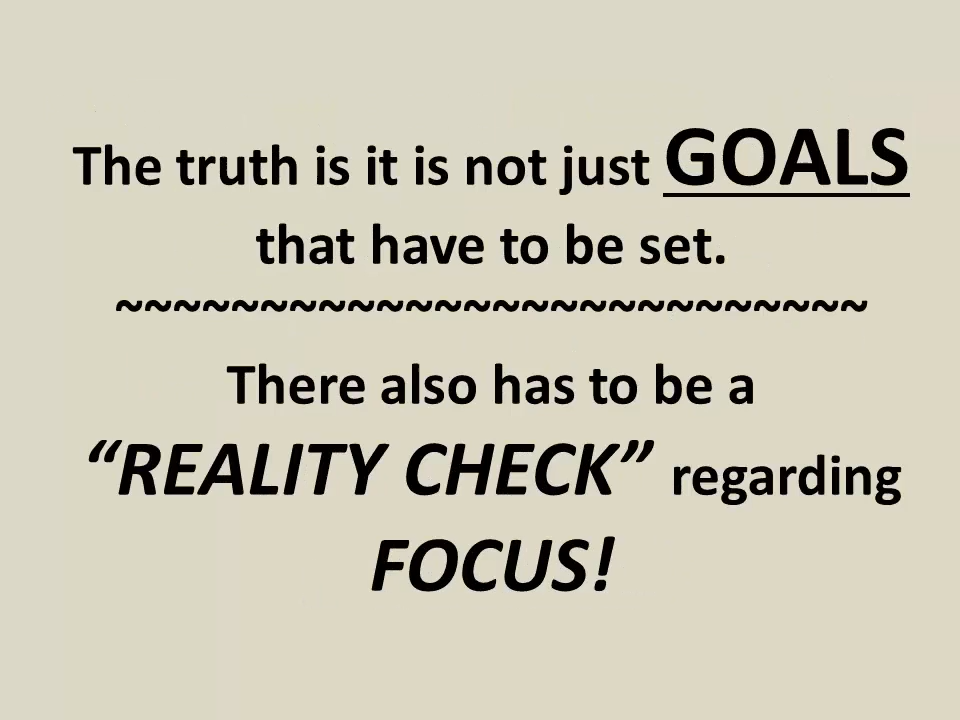 The truth is it is not just GOALS
that have to be set.
~~~~~~~~~~~~~~~~~~~~~~~~~~
There also has to be a
“REALITY CHECK” regarding
FOCUS!